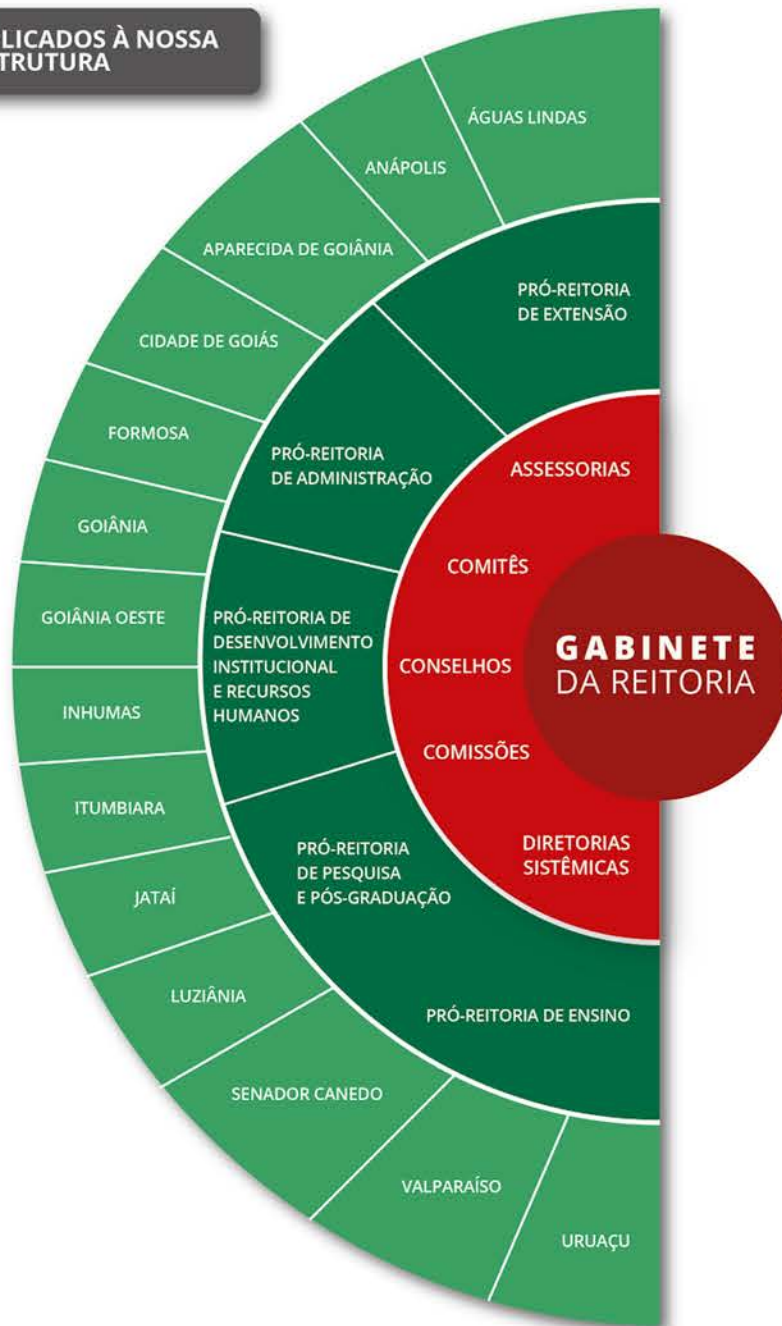 PLICADOS À NOSSA
TRUTURA
ÁGUAS LINDAS
ANÁPOLIS
APARECIDA DE GOIÂNIA
CIDADE DE GOIÁS
FORMOSA
GOIÂNIA
GOIÂNIA OESTE
INHUMAS
ITUMBIARA
JATAÍ
LUZIÂNIA
SENADOR CANEDO
VALPARAÍSO
URUAÇU
PRÓ-REITORIA
DE EXTENSÃO
PRÓ-REITORIA
DE ADMINISTRAÇÃO
PRÓ-REITORIA DE
DESENVOLVIMENTO
INSTITUCIONAL
E RECURSOS
HUMANOS
PRÓ-REITORIA
DE PESQUISA
E PÓS-GRADUAÇÃO
PRÓ-REITORIA DE ENSINO
ASSESSORIAS
COMITÊS
CONSELHOS
COMISSÕES
DIRETORIAS
SISTÊMICAS
GABINETE
DA REITORIA